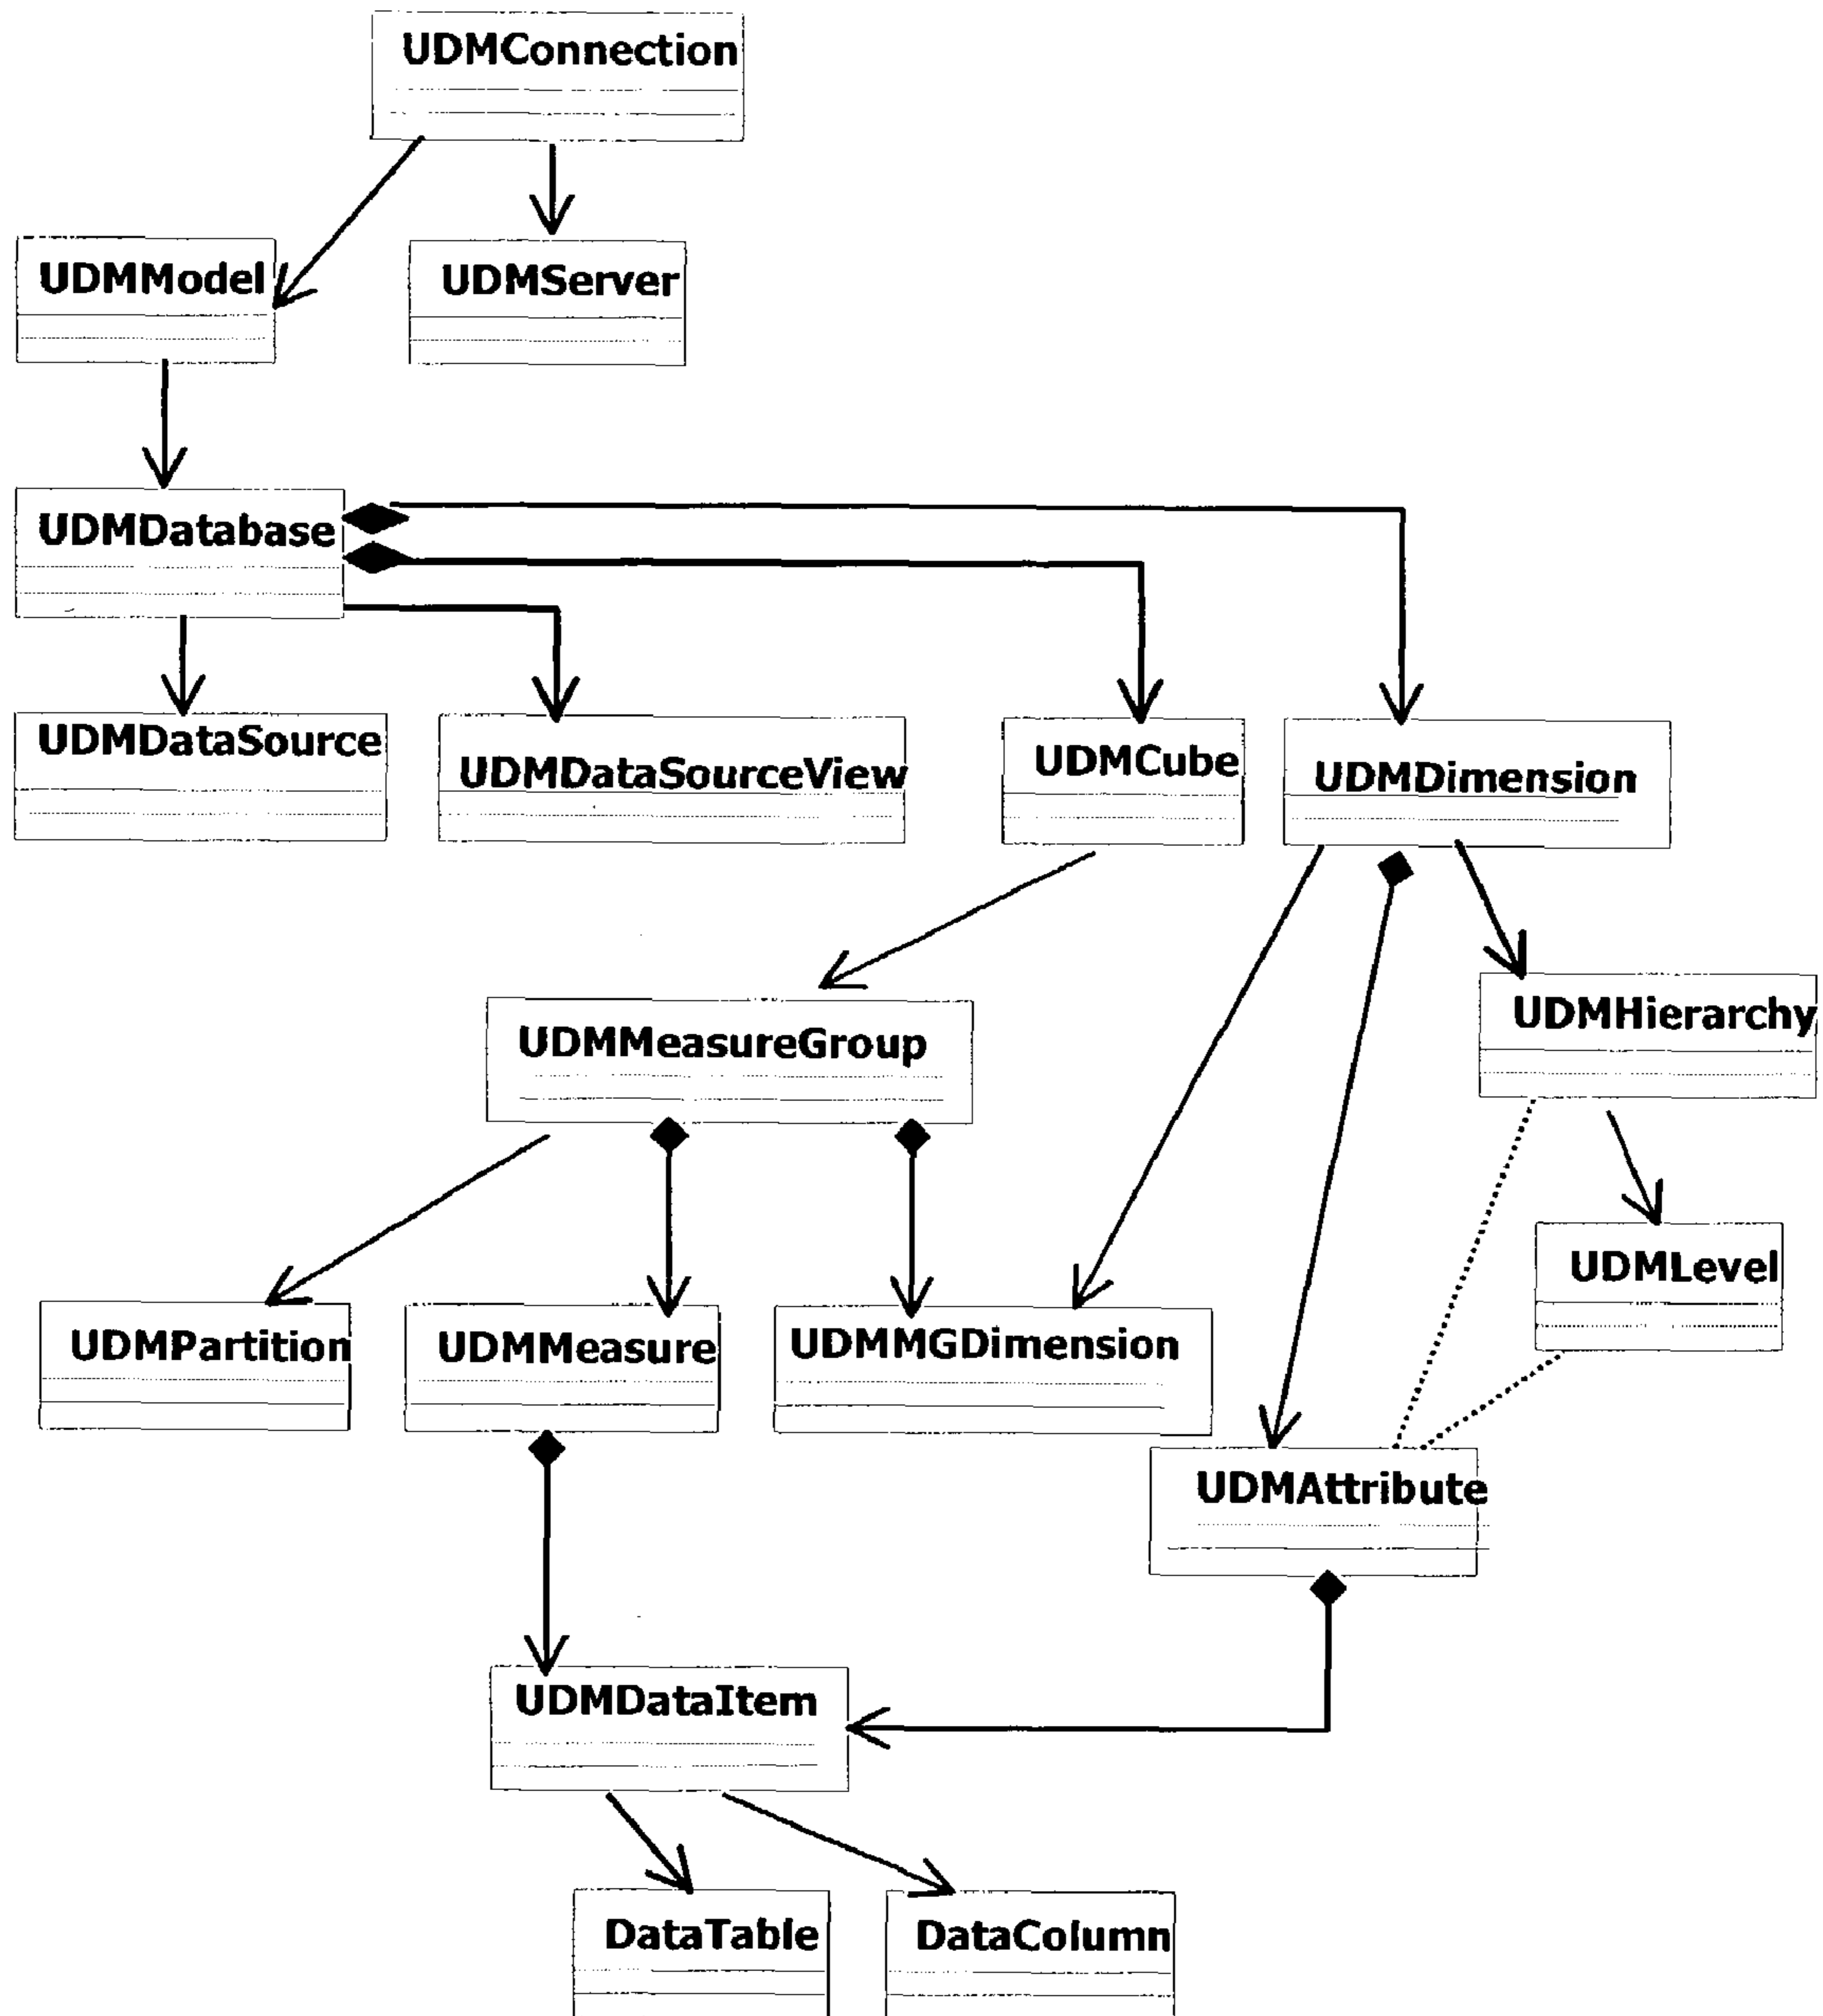 UDMConnection
UDMModel
UDMServer
UDMDatabase
UDMDataSource
UDMDataSourceView
UDMCube
UDMDimension
UDMMeasureGroup
UDMHierarchy
UDMLevel
UDMPartition
UDMMeasure
UDMMGDimension
UDMAttribute
UDMDataItem
DataTable
DataColumn